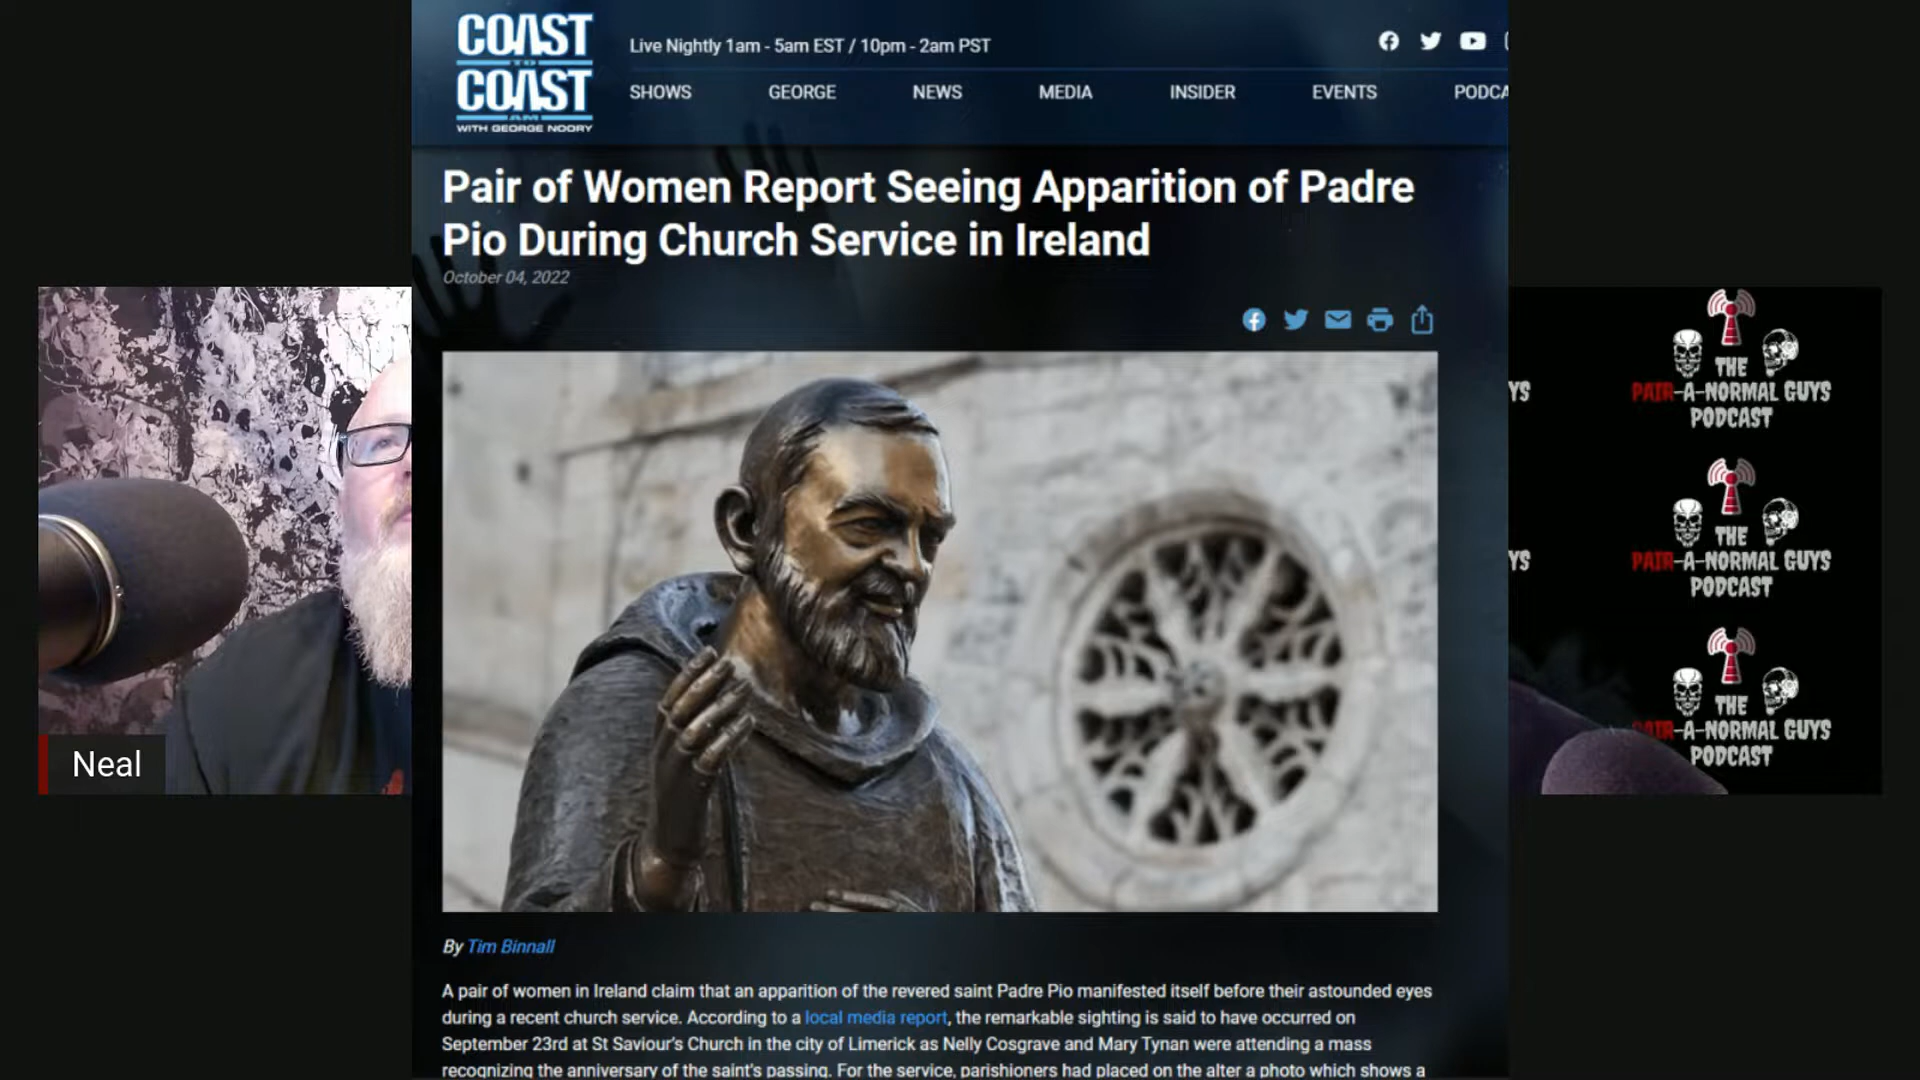 COAST
TO
COAST
AM
WITH GEORGE NOORY
Live Nightly 1am - 5am EST / 10pm - 2am PST
SHOWS GEORGE NEWS MEDIA INSIDER EVENTS PODCA
Pair of Women Report Seeing Apparition of Padre
Pio During Church Service in Ireland
October 04, 2022
By Tim Binnall
A pair of women in Ireland claim that an apparition of the revered saint Padre Pio manifested itself before their astounded eyes
during a recent church service. According to a local media report, the remarkable sighting is said to have occurred on
September 23rd at St Saviour's Church in the city of Limerick as Nelly Cosgrave and Mary Tynan were attending a mass
recognizing the anniversary of the saint's passing. For the service, parishioners had placed on the alter a photo which shows a
Neal
YS
THE
PAIR-A-NORMAL GUYS
PODCAST
YS
THE
PAIR-A-NORMAL GUYS
PODCAST
THE
PAIR-A-NORMAL GUYS
PODCAST